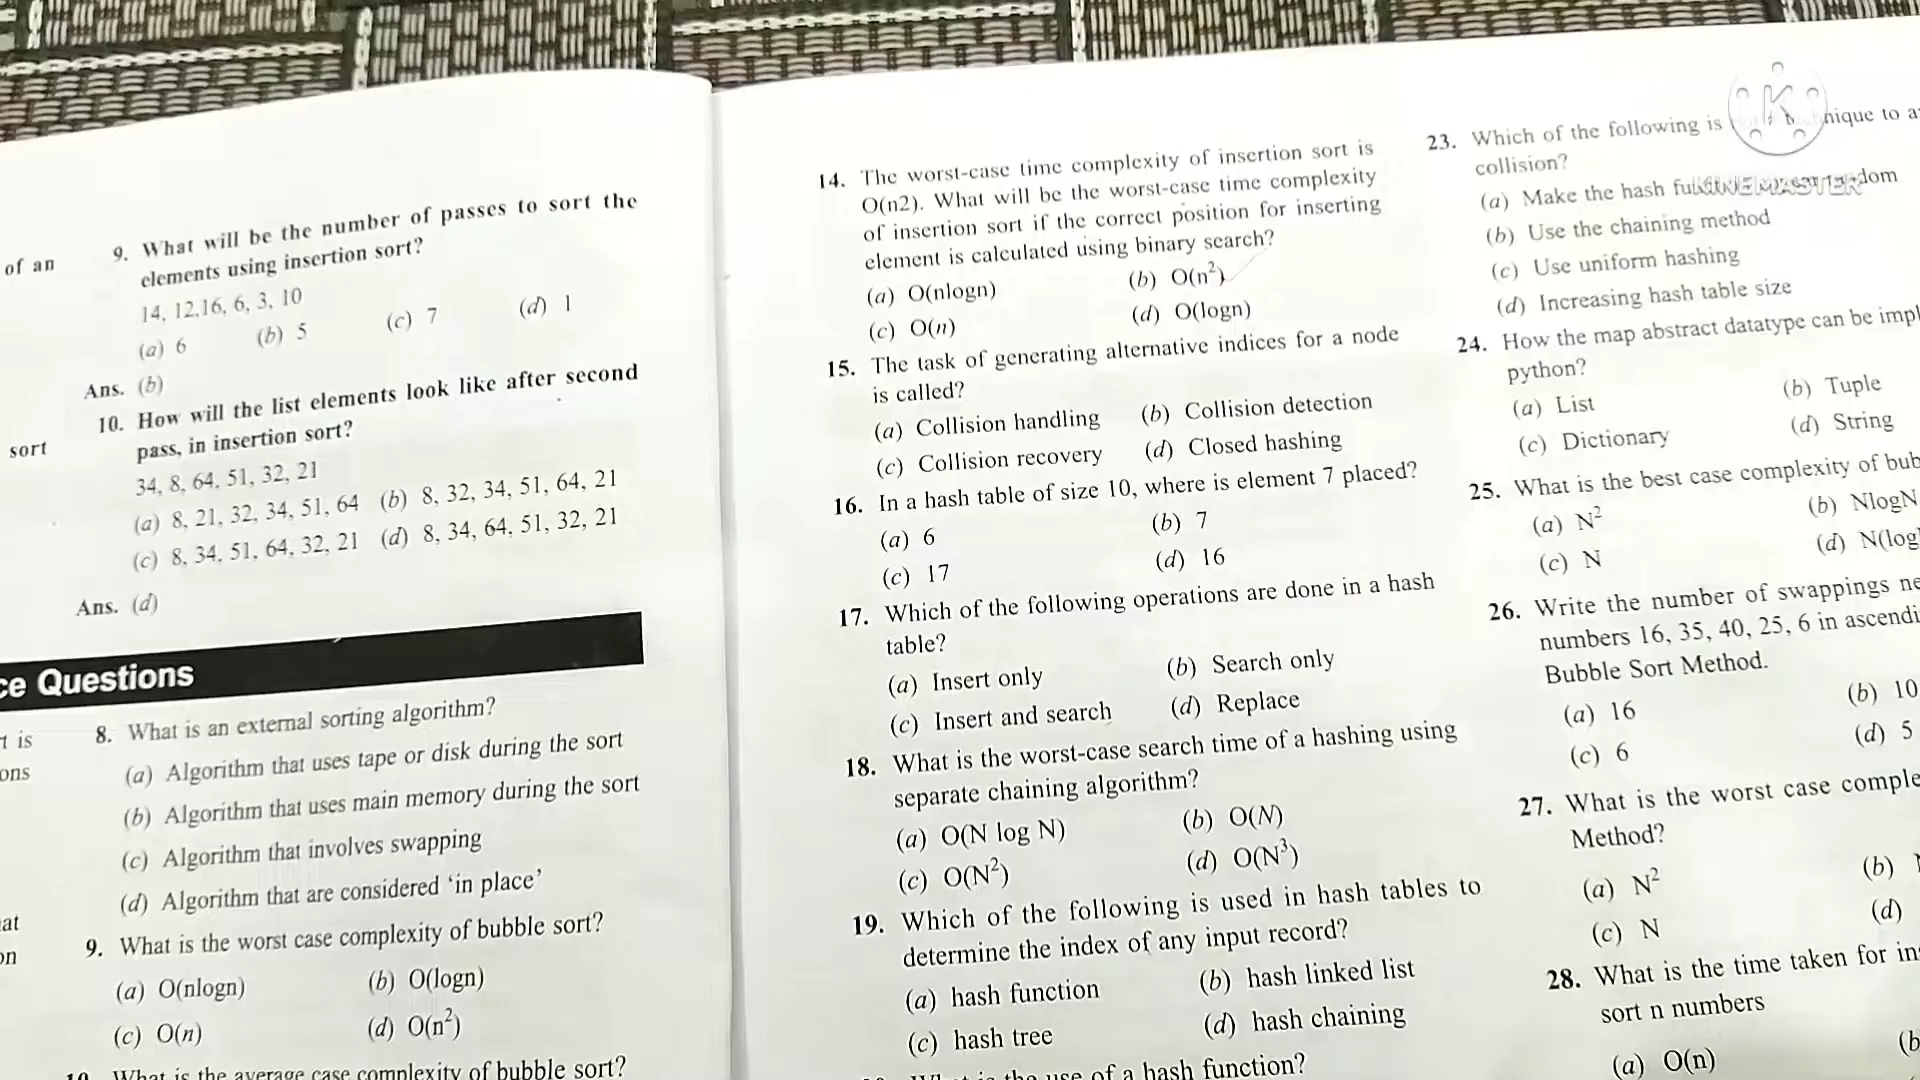 of an
sort
ce Questions
t is
ons
at
on
9. What will be the number of passes to sort the
elements using insertion sort?
14, 12,16, 6, 3, 10
(a) 6 (b) 5 (c) 7 (d) 1
Ans. (b)
10. How will the list elements look like after second
pass, in insertion sort?
34, 8, 64, 51, 32, 21
(a) 8, 21, 32, 34, 51, 64 (b) 8, 32, 34, 51, 64, 21
(c) 8, 34, 51, 64, 32, 21 (d) 8, 34, 64, 51, 32, 21
Ans. (d)
8. What is an external sorting algorithm?
(a) Algorithm that uses tape or disk during the sort
(b) Algorithm that uses main memory during the sort
(c) Algorithm that involves swapping
(d) Algorithm that are considered ‘in place’
9. What is the worst case complexity of bubble sort?
(a) O(nlogn) (b) O(logn)
(c) O(n) (d) O(n²)
10. What is the average case complexity of bubble sort?
14. The worst-case time complexity of insertion sort is
O(n2). What will be the worst-case time complexity
of insertion sort if the correct position for inserting
element is calculated using binary search?
(a) O(nlogn) (b) O(n²)
(c) O(n) (d) O(logn)
15. The task of generating alternative indices for a node
is called?
(a) Collision handling (b) Collision detection
(c) Collision recovery (d) Closed hashing
16. In a hash table of size 10, where is element 7 placed?
(a) 6 (b) 7
(c) 17 (d) 16
17. Which of the following operations are done in a hash
table?
(a) Insert only (b) Search only
(c) Insert and search (d) Replace
18. What is the worst-case search time of a hashing using
separate chaining algorithm?
(a) O(N log N) (b) O(N)
(c) O(N²) (d) O(N³)
19. Which of the following is used in hash tables to
determine the index of any input record?
(a) hash function (b) hash linked list
(c) hash tree (d) hash chaining
use of a hash function?
23. Which of the following is nique to a
collision?
(a) Make the hash dom
(b) Use the chaining method
(c) Use uniform hashing
(d) Increasing hash table size
24. How the map abstract datatype can be impl
python?
(a) List (b) Tuple
(c) Dictionary (d) String
25. What is the best case complexity of bub
(a) N² (b) NlogN
(c) N (d) N(log
26. Write the number of swappings ne
numbers 16, 35, 40, 25, 6 in ascendi
Bubble Sort Method.
(a) 16 (b) 10
(c) 6 (d) 5
27. What is the worst case comple
Method?
(a) N² (b)
(c) N (d)
28. What is the time taken for in
sort n numbers
(a) O(n) (b
K
KINEMASTER